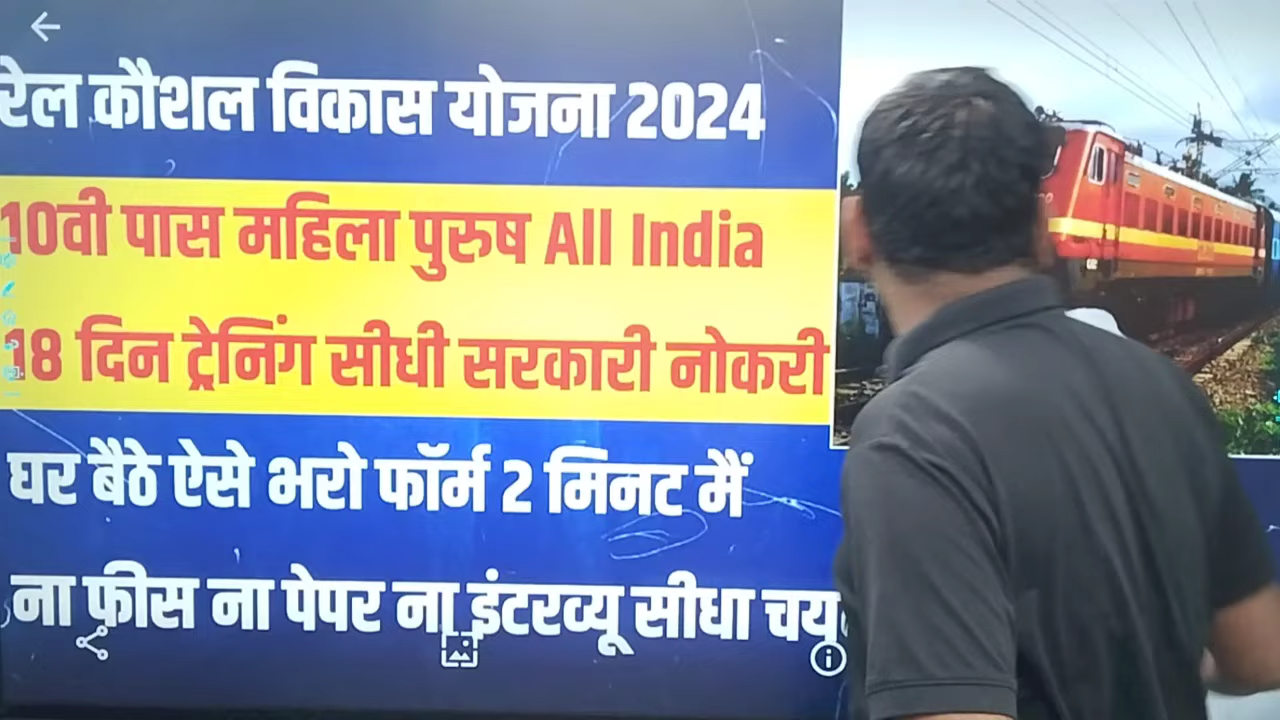 रेल कौशल विकास योजना 2024
10वी पास महिला पुरुष All India
18 दिन ट्रेनिंग सीधी सरकारी नोकरी
घर बैठे ऐसे भरो फॉर्म 2 मिनट मैं
ना फ़ीस ना पेपर ना इंटरव्यू सीधा